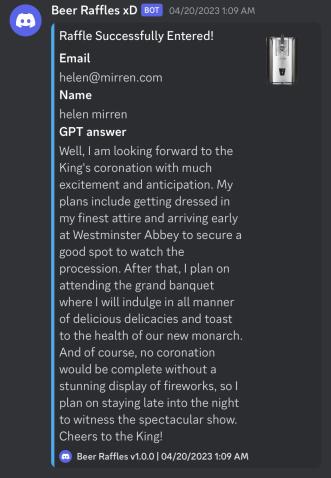 Beer Raffles xD BOT 04/20/2023 1:09 AM
Raffle Successfully Entered!
Email
helen@mirren.com
Name
helen mirren
GPT answer
Well, I am looking forward to the
King's coronation with much
excitement and anticipation. My
plans include getting dressed in
my finest attire and arriving early
at Westminster Abbey to secure a
good spot to watch the
procession. After that, I plan on
attending the grand banquet
where I will indulge in all manner
of delicious delicacies and toast
to the health of our new monarch.
And of course, no coronation
would be complete without a
stunning display of fireworks, so I
plan on staying late into the night
to witness the spectacular show.
Cheers to the King!
Beer Raffles v1.0.0 | 04/20/2023 1:09 AM